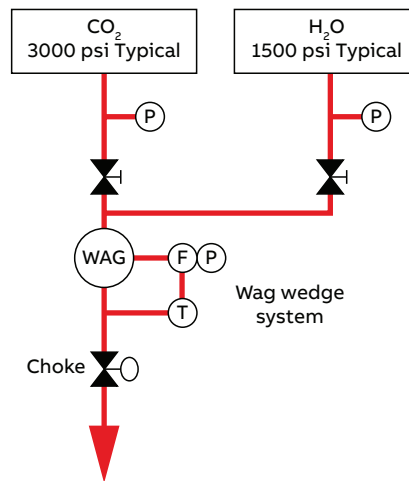 CO₂
3000 psi Typical
H₂O
1500 psi Typical
P
P
WAG
F
P
T
Wag wedge
system
Choke